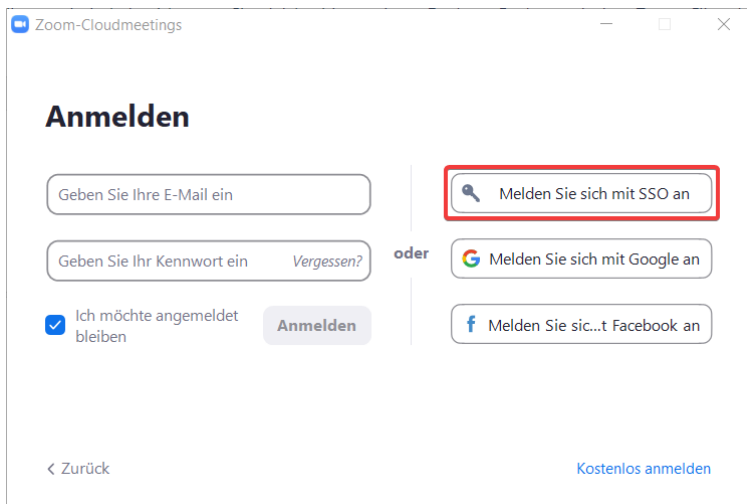 Zoom-Cloudmeetings
Anmelden
Geben Sie Ihre E-Mail ein
Geben Sie Ihr Kennwort ein Vergessen?
Ich möchte angemeldet
bleiben
Anmelden
oder
Melden Sie sich mit SSO an
Melden Sie sich mit Google an
Melden Sie sic...t Facebook an
Zurück
Kostenlos anmelden